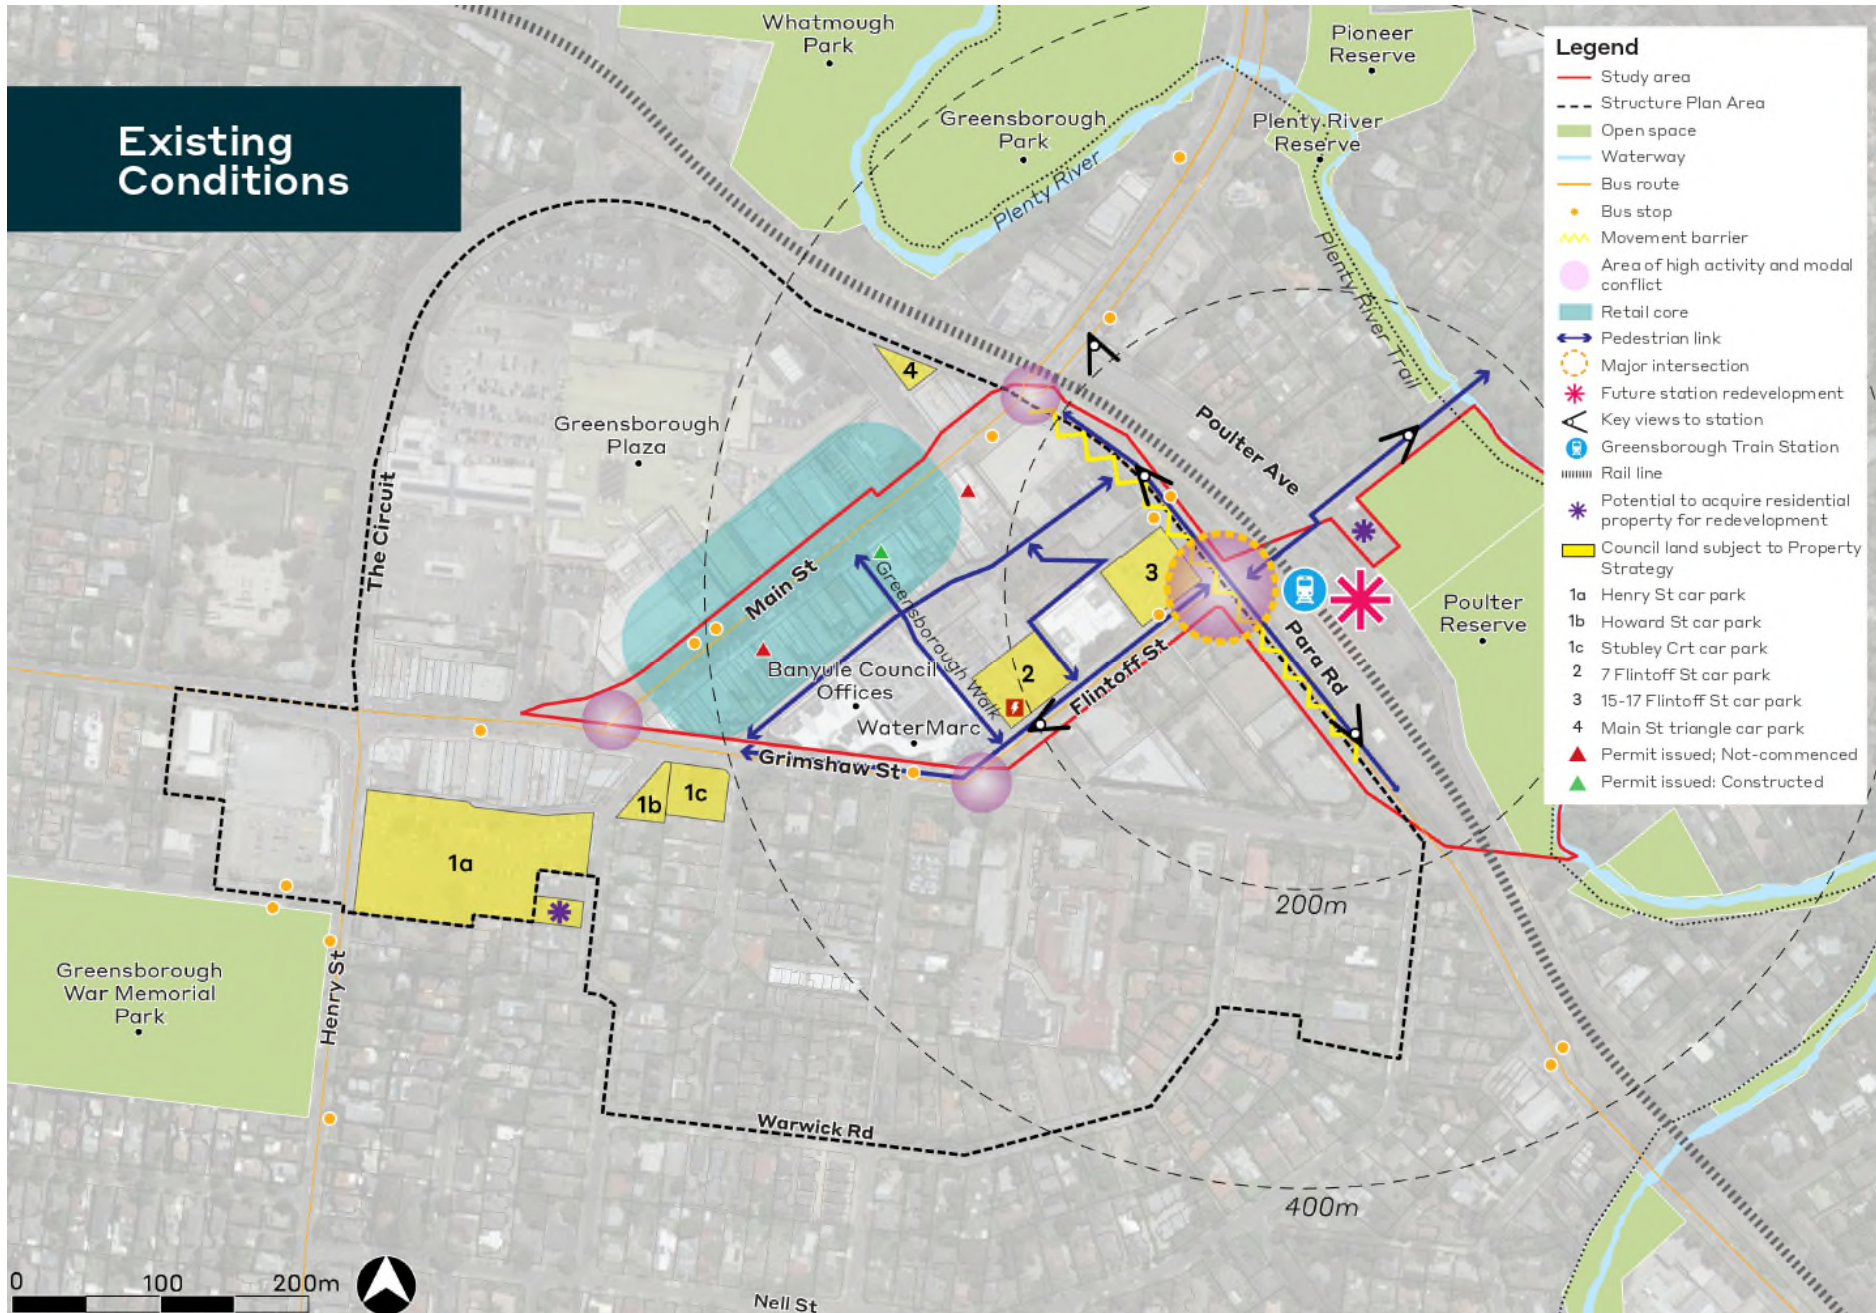 Existing
Conditions
Whatmough
Park
Greensborough
Park
Pioneer
Reserve
Plenty River
Reserve
Plenty River
Plenty River Trail
Greensborough
Plaza
The Circuit
Main St
Greensborough Walk
Banyule Council
Offices
WaterMarc
Grimshaw St
Flintoff St
Poulter Ave
Para Rd
Poulter
Reserve
4
3
2
1b
1c
1a
Greensborough
War Memorial
Park
Henry St
Warwick Rd
Nell St
200m
400m
0 100 200m
Legend
Study area
Structure Plan Area
Open space
Waterway
Bus route
Bus stop
Movement barrier
Area of high activity and modal
conflict
Retail core
Pedestrian link
Major intersection
Future station redevelopment
Key views to station
Greensborough Train Station
Rail line
Potential to acquire residential
property for redevelopment
Council land subject to Property
Strategy
1a Henry St car park
1b Howard St car park
1c Stubley Crt car park
2 7 Flintoff St car park
3 15-17 Flintoff St car park
4 Main St triangle car park
Permit issued; Not-commenced
Permit issued: Constructed